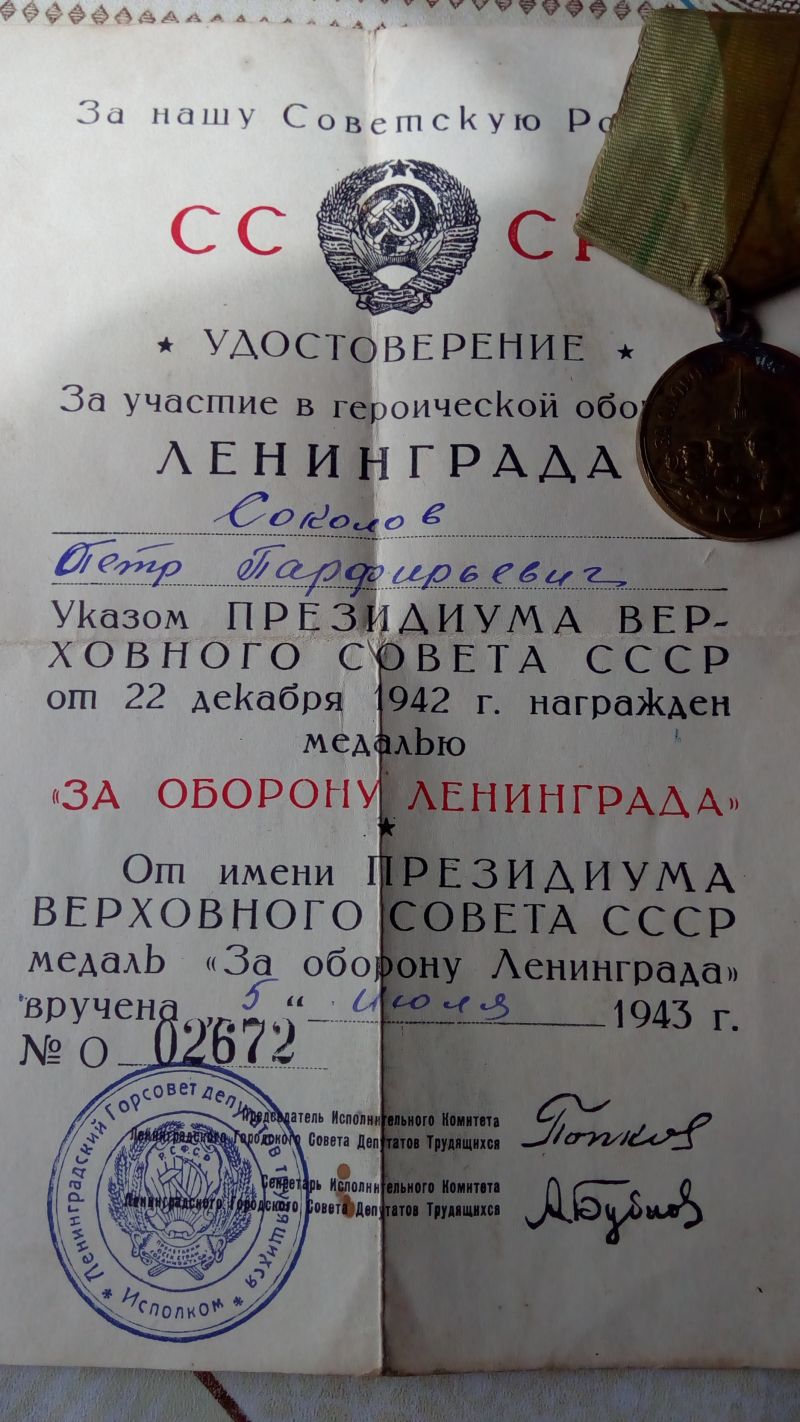 За нашу Советскую
СС
УДОСТОВЕРЕНИЕ
За участие в героической
ЛЕНИНГРАДА
Соколов
Петр Парфирьевич
Указом ПРЕЗИДИУМА ВЕР-
ХОВНОГО СОВЕТА СССР
от 22 декабря 1942 г. награжден
медалью
«ЗА ОБОРОНУ ЛЕНИНГРАДА»
От имени ПРЕЗИДИУМА
ВЕРХОВНОГО СОВЕТА СССР
медаль «За оборону Ленинграда»
вручена „5“ июля 1943 г.
№ О 02672
Председатель Исполнительного Комитета
Ленинградского Городского Совета Депутатов Трудящихся
Попков
Секретарь Исполнительного Комитета
Ленинградского Городского Совета Депутатов Трудящихся
АБубнов
Ленинградский Горсовет депутатов трудящихся
Исполком
Р.С.Ф.С.Р.